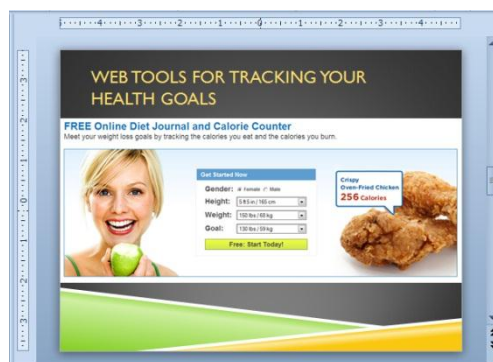 WEB TOOLS FOR TRACKING YOUR
HEALTH GOALS
FREE Online Diet Journal and Calorie Counter
Meet your weight loss goals by tracking the calories you eat and the calories you burn.
Get Started Now
Gender: Female Male
Height: 5 ft 5 in / 165 cm
Weight: 150 lbs / 68 kg
Goal: 130 lbs / 59 kg
Free: Start Today!
Crispy
Oven-Fried Chicken
256 Calories